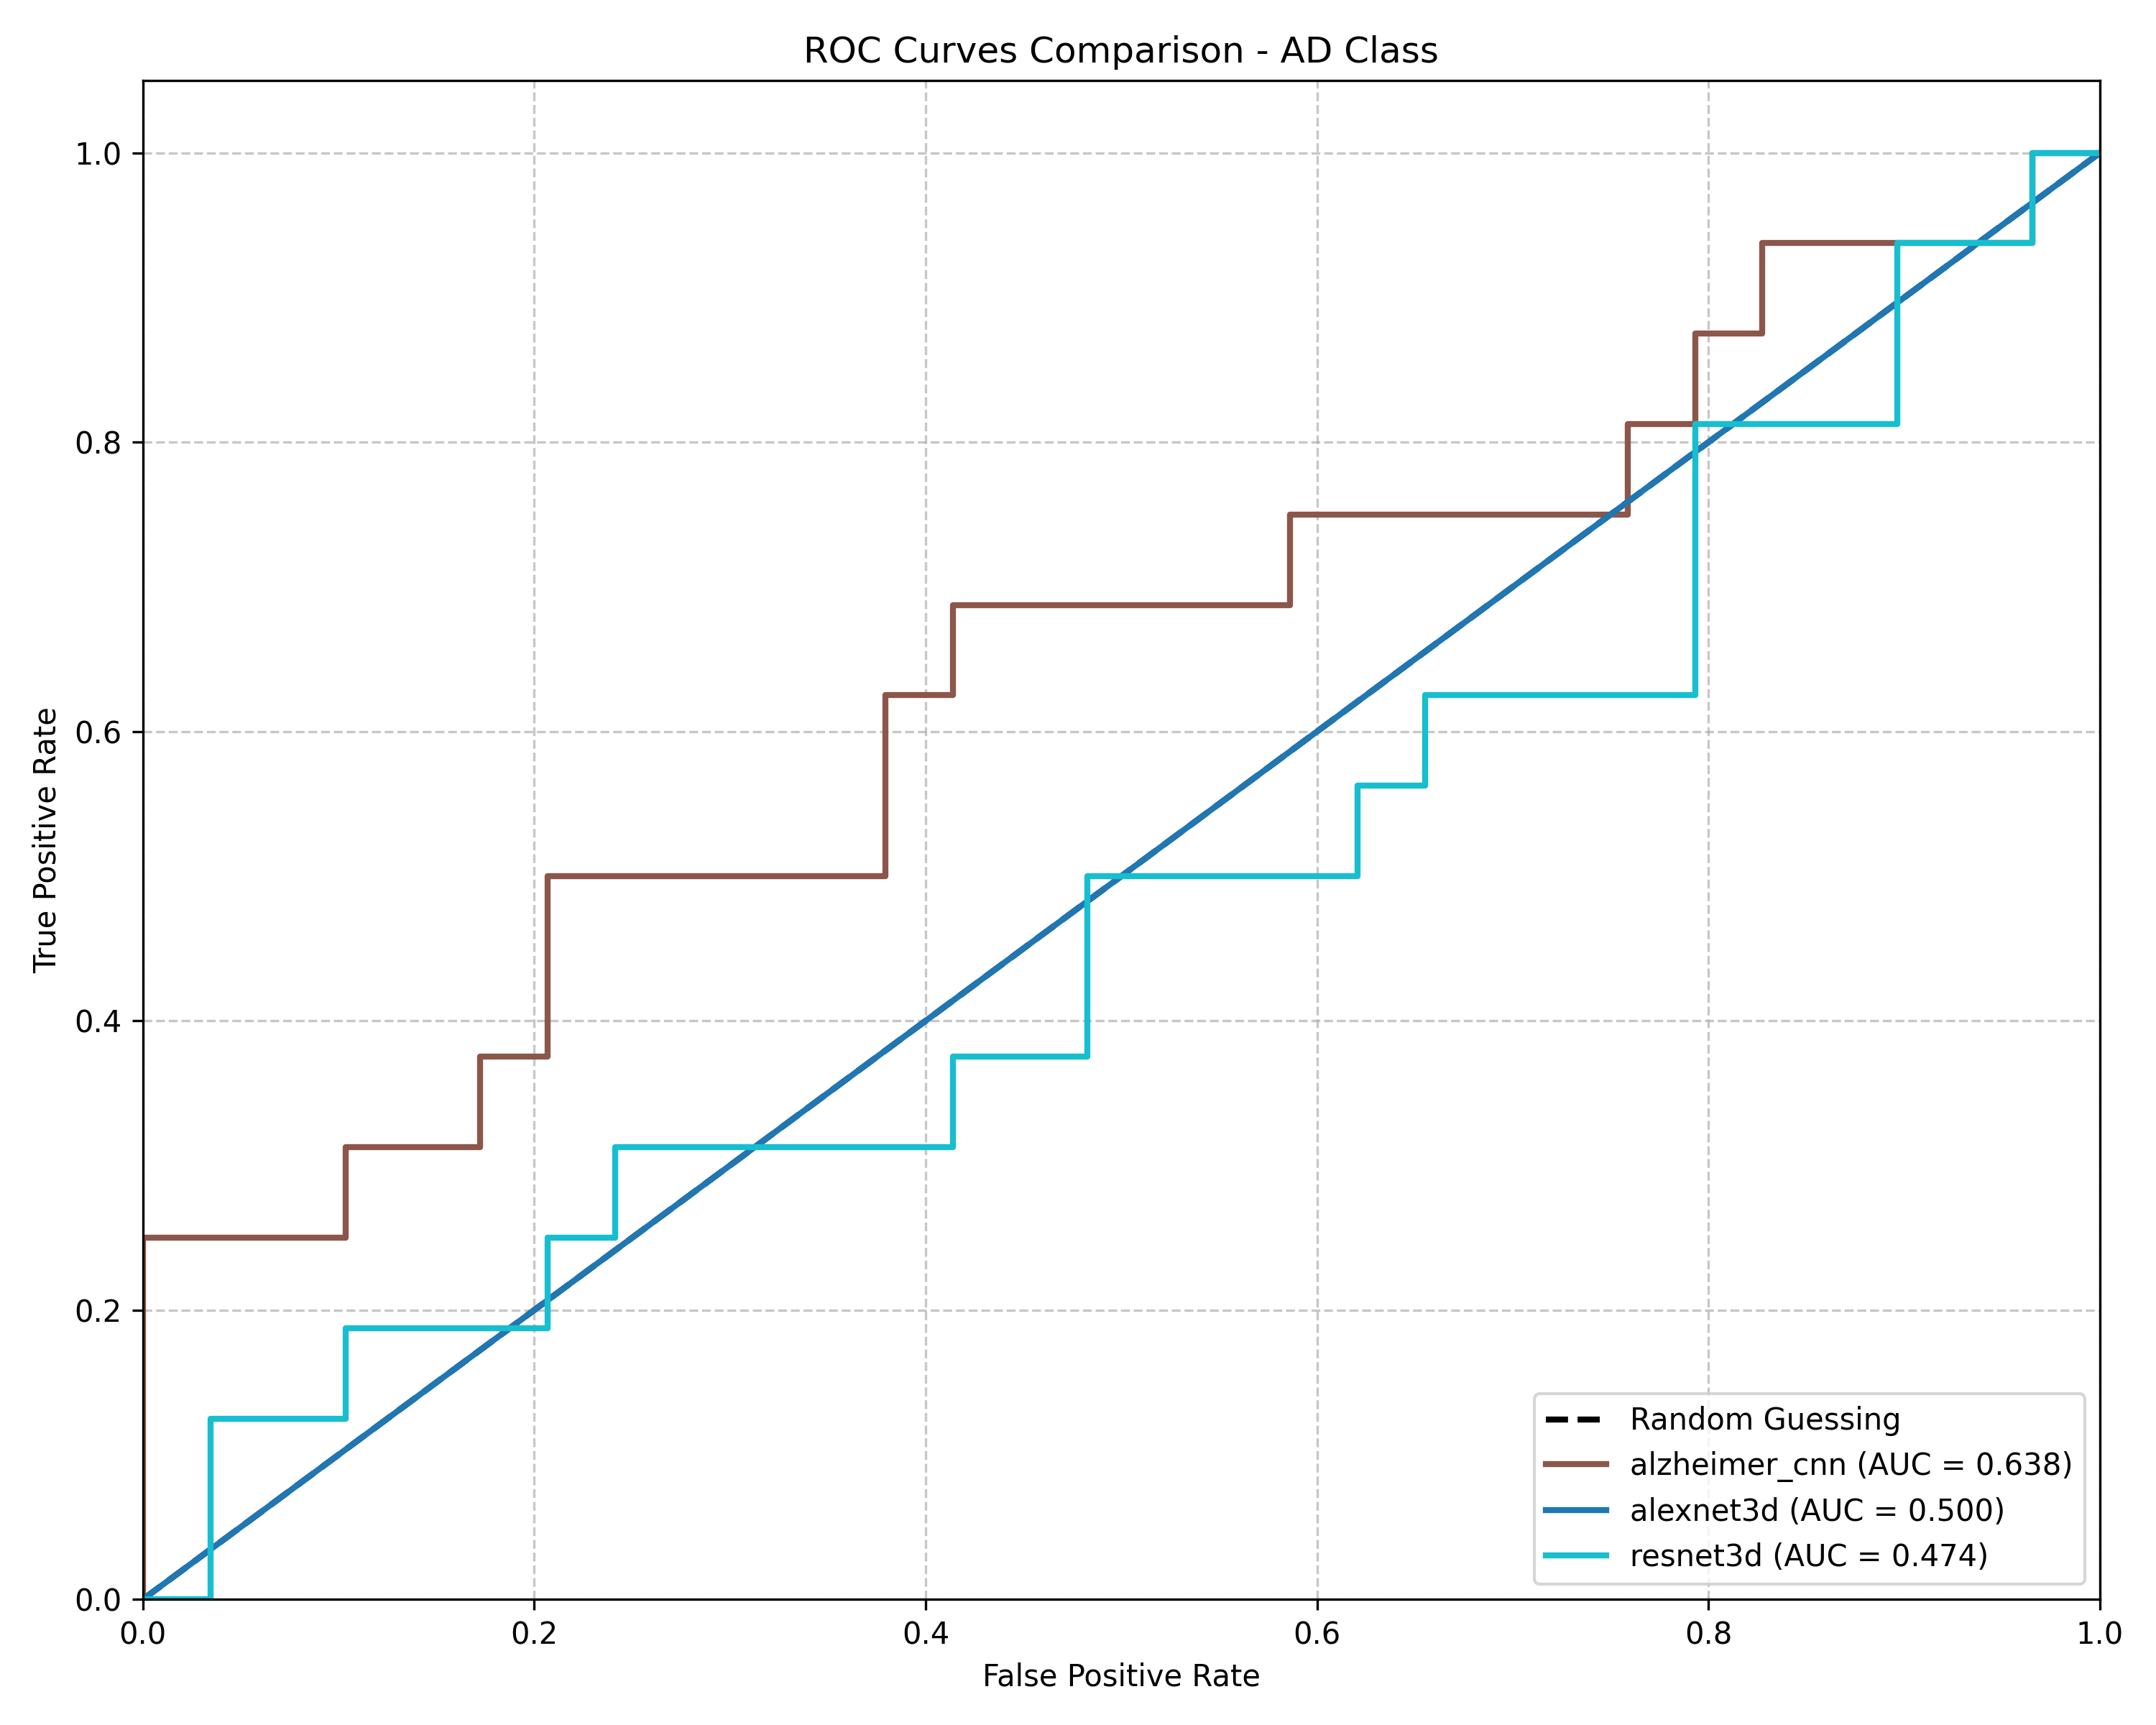 ROC Curves Comparison - AD Class
True Positive Rate
1.0
0.8
0.6
0.4
0.2
0.0
0.0 0.2 0.4 0.6 0.8 1.0
False Positive Rate
Random Guessing
alzheimer_cnn (AUC = 0.638)
alexnet3d (AUC = 0.500)
resnet3d (AUC = 0.474)